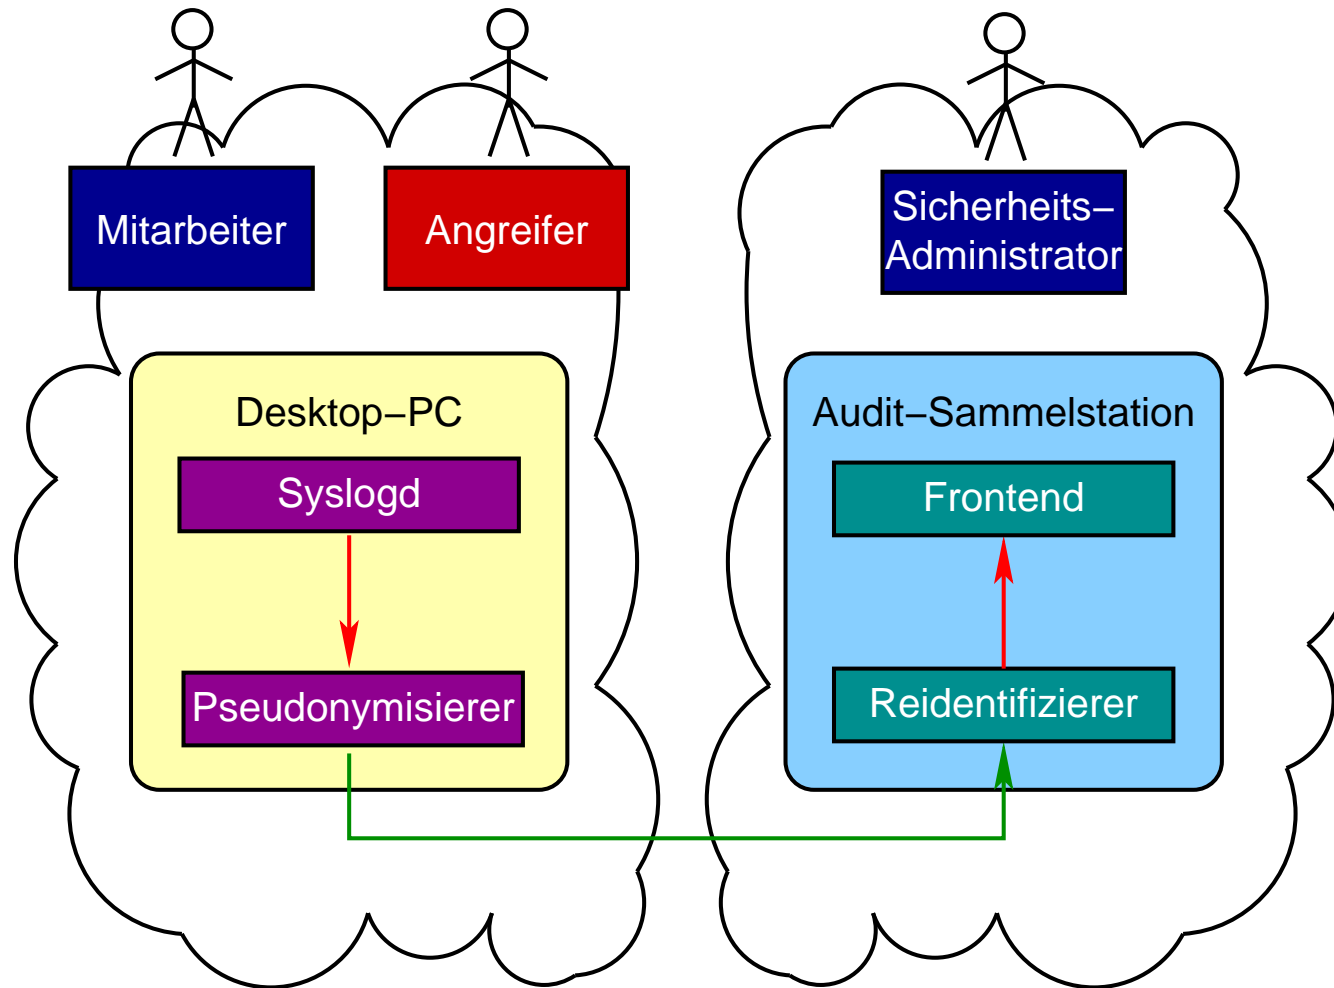 Mitarbeiter
Angreifer
Sicherheits−
Administrator
Desktop−PC
Syslogd
Pseudonymisierer
Audit−Sammelstation
Frontend
Reidentifizierer